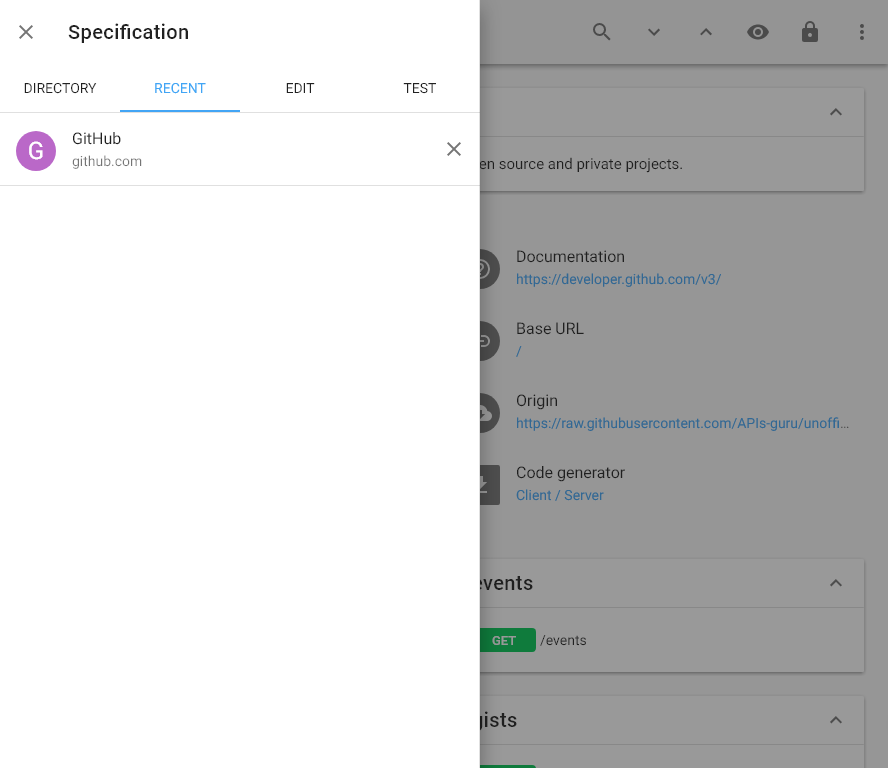 Specification
DIRECTORY RECENT EDIT TEST
G
GitHub
github.com
en source and private projects.
Documentation
https://developer.github.com/v3/
Base URL
/
Origin
https://raw.githubusercontent.com/APIs-guru/unoffi...
Code generator
Client / Server
events
GET /events
gists